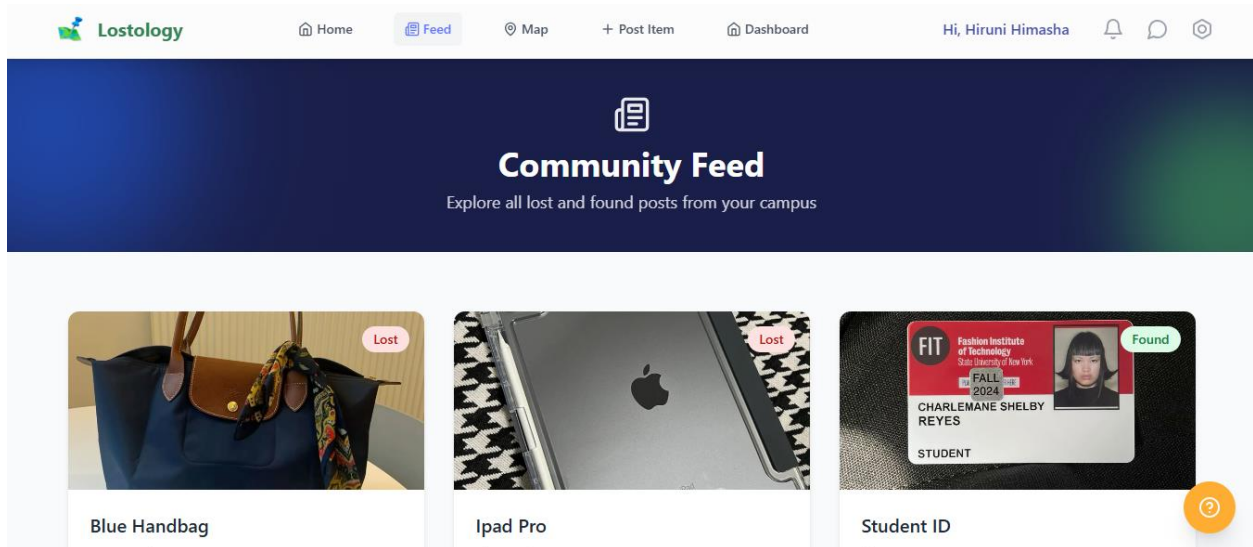 Lostology
Home
Feed
Map
+ Post Item
Dashboard
Hi, Hiruni Himasha
Community Feed
Explore all lost and found posts from your campus
Lost
Lost
Found
FIT
Fashion Institute
of Technology
State University of New York
FALL
2024
CHARLEMANE SHELBY
REYES
STUDENT
Blue Handbag
Ipad Pro
Student ID